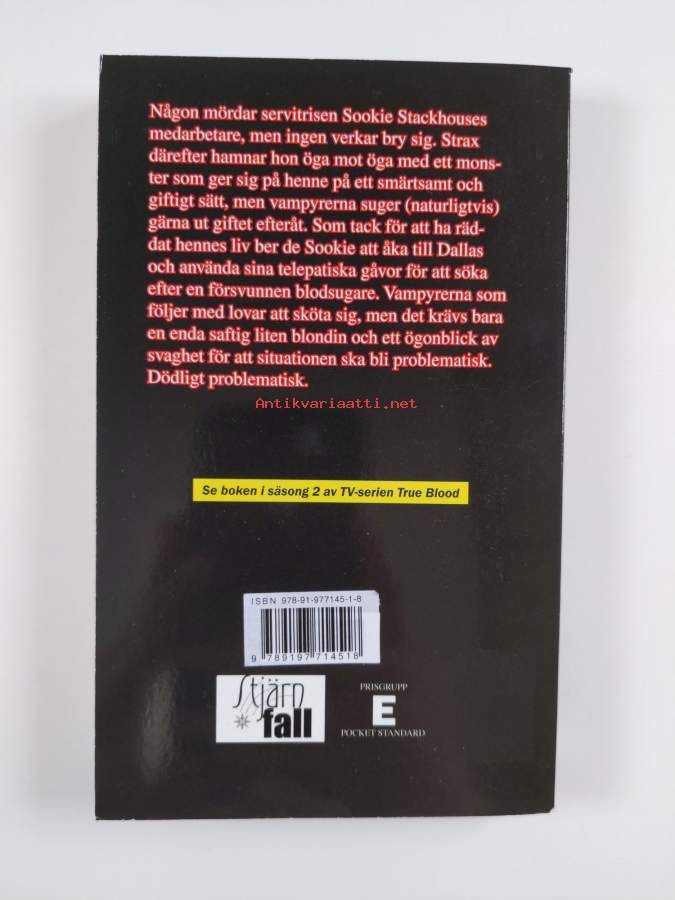 Någon mördar servitrisen Sookie Stackhouses
medarbetare, men ingen verkar bry sig. Strax
därefter hamnar hon öga mot öga med ett mons-
ter som ger sig på henne på ett smärtsamt och
giftigt sätt, men vampyrerna suger (naturligtvis)
gärna ut giftet efteråt. Som tack för att ha räd-
dat hennes liv ber de Sookie att åka till Dallas
och använda sina telepatiska gåvor för att söka
efter en försvunnen blodsugare. Vampyrerna som
följer med lovar att sköta sig, men det krävs bara
en enda saftig liten blondin och ett ögonblick av
svaghet för att situationen ska bli problematisk.
Dödligt problematisk.
Antikvariaatti.net
Se boken i säsong 2 av TV-serien True Blood
ISBN 978-91-977145-1-8
9 789197 714518
Stjärn
fall
PRISGRUPP
E
POCKET STANDARD